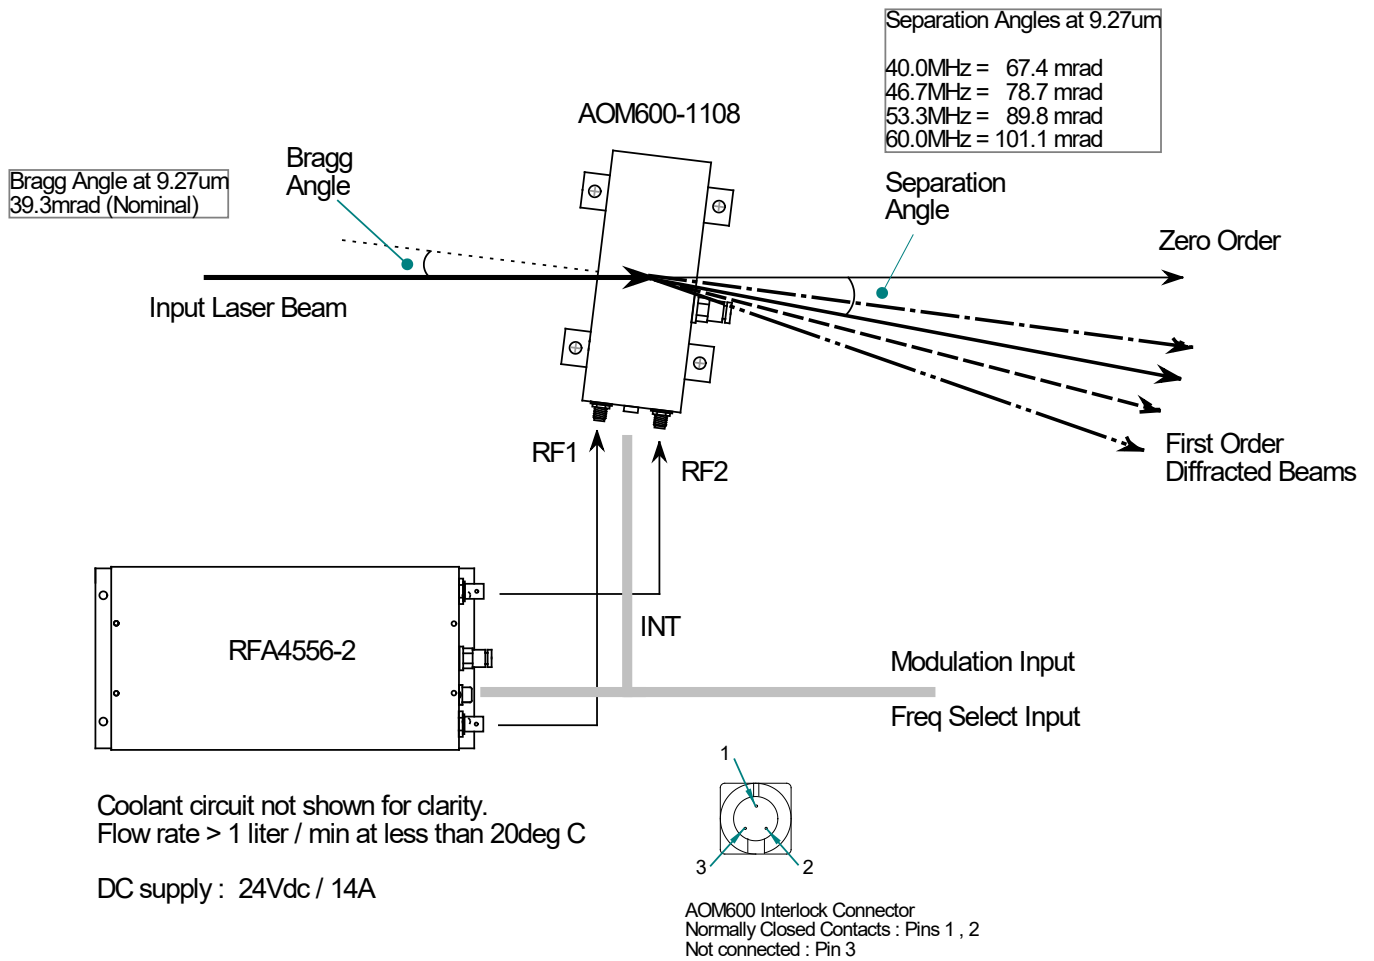 Separation Angles at 9.27um
40.0MHz = 67.4 mrad
46.7MHz = 78.7 mrad
53.3MHz = 89.8 mrad
60.0MHz = 101.1 mrad
AOM600-1108
Bragg
Angle
Bragg Angle at 9.27um
39.3mrad (Nominal)
Separation
Angle
Zero Order
Input Laser Beam
First Order
Diffracted Beams
RF1
RF2
INT
RFA4556-2
Modulation Input
Freq Select Input
1
3
2
Coolant circuit not shown for clarity.
Flow rate > 1 liter / min at less than 20deg C
DC supply : 24Vdc / 14A
AOM600 Interlock Connector
Normally Closed Contacts : Pins 1 , 2
Not connected : Pin 3